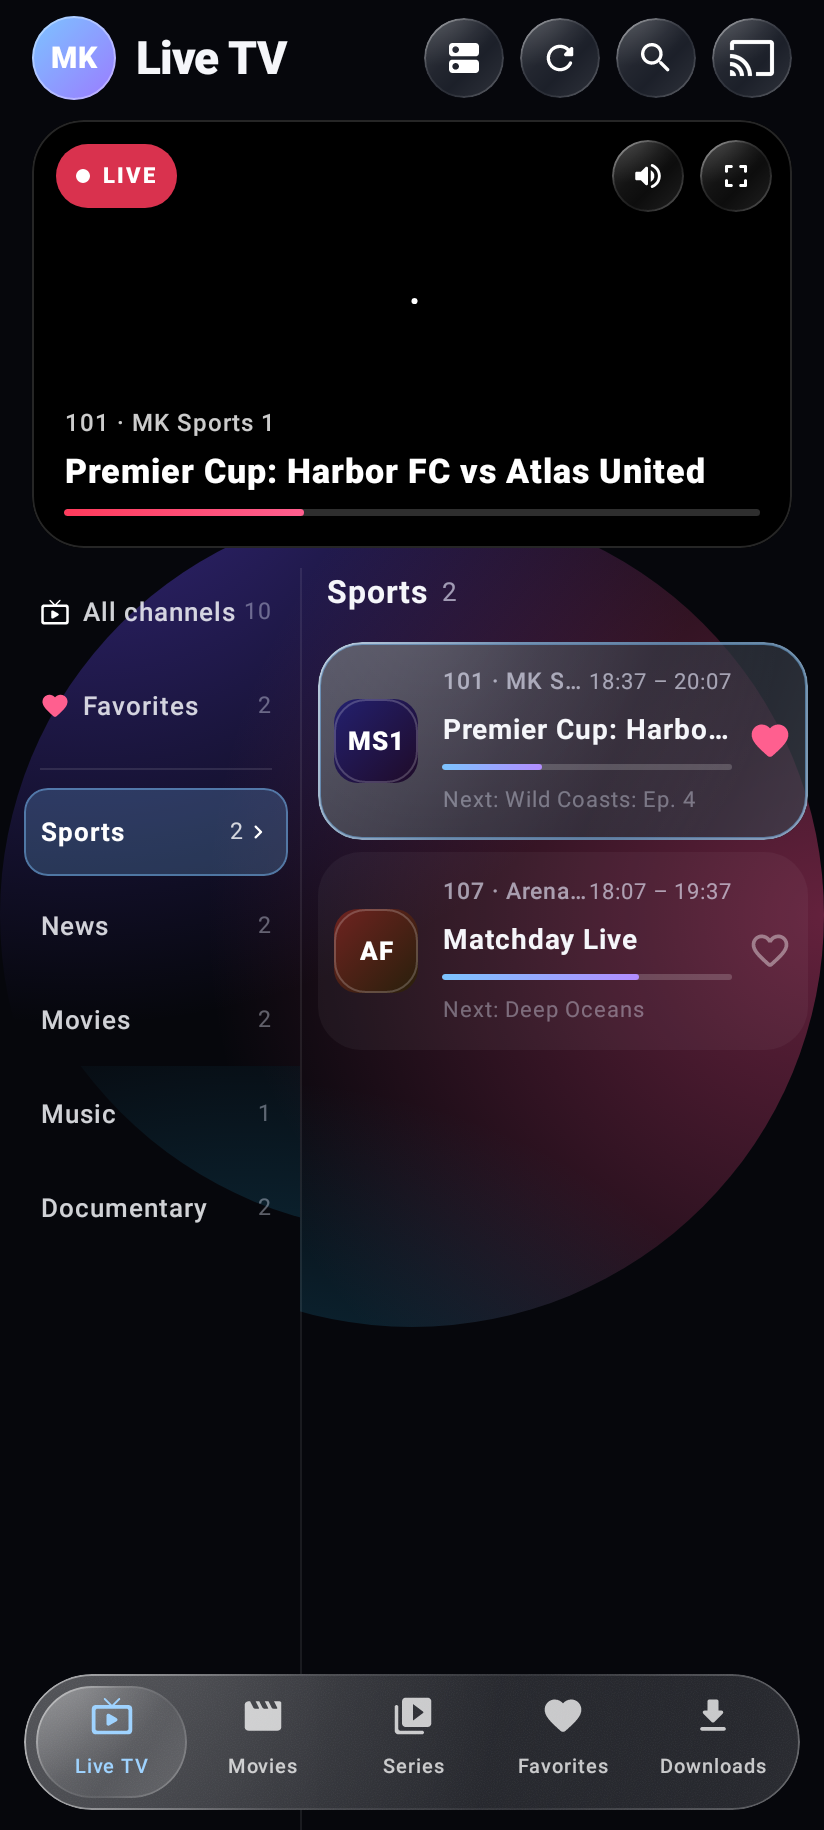 MK Live TV
LIVE
101 · MK Sports 1
Premier Cup: Harbor FC vs Atlas United
All channels 10
Favorites 2
Sports 2
News 2
Movies 2
Music 1
Documentary 2
Sports 2
101 · MK S... 18:37 – 20:07
MS1
Premier Cup: Harbo...
Next: Wild Coasts: Ep. 4
107 · Arena... 18:07 – 19:37
AF
Matchday Live
Next: Deep Oceans
Live TV
Movies
Series
Favorites
Downloads